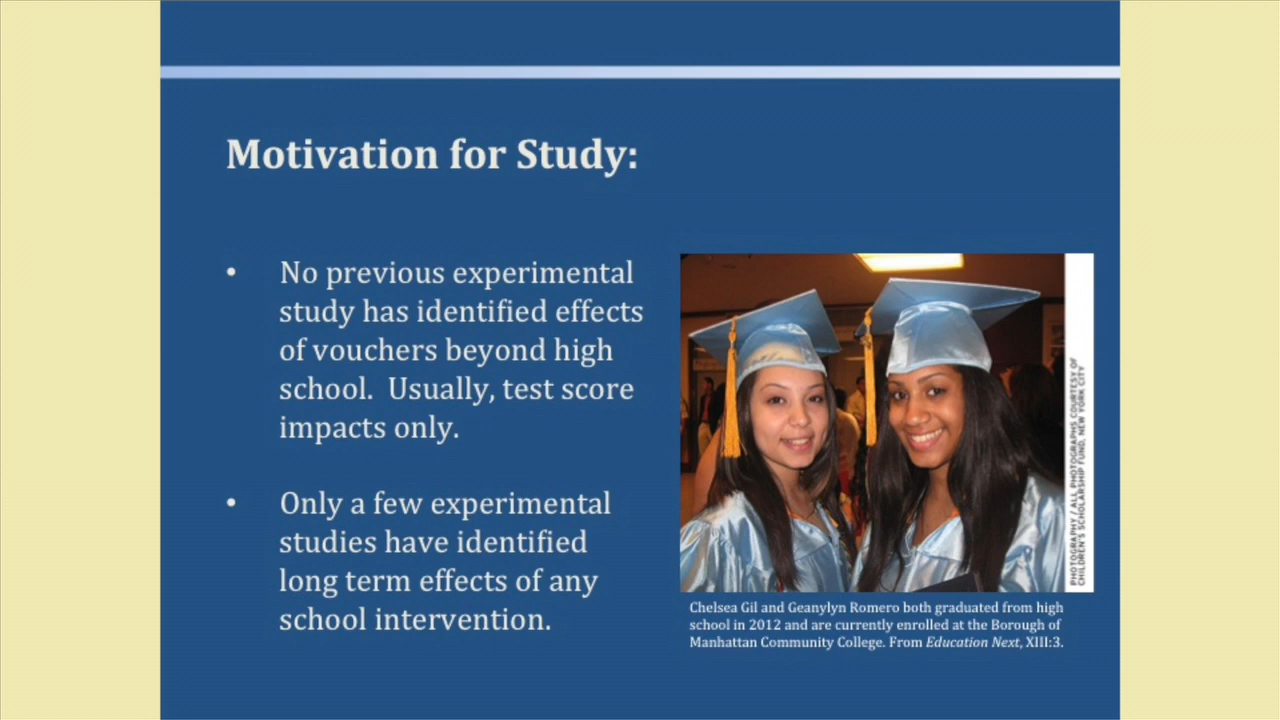 Motivation for Study:
• No previous experimental
study has identified effects
of vouchers beyond high
school. Usually, test score
impacts only.
• Only a few experimental
studies have identified
long term effects of any
school intervention.
PHOTOGRAPHY / ALL PHOTOGRAPHS COURTESY OF
CHILDREN'S SCHOLARSHIP FUND, NEW YORK CITY
Chelsea Gil and Geanylyn Romero both graduated from high
school in 2012 and are currently enrolled at the Borough of
Manhattan Community College. From Education Next, XIII:3.